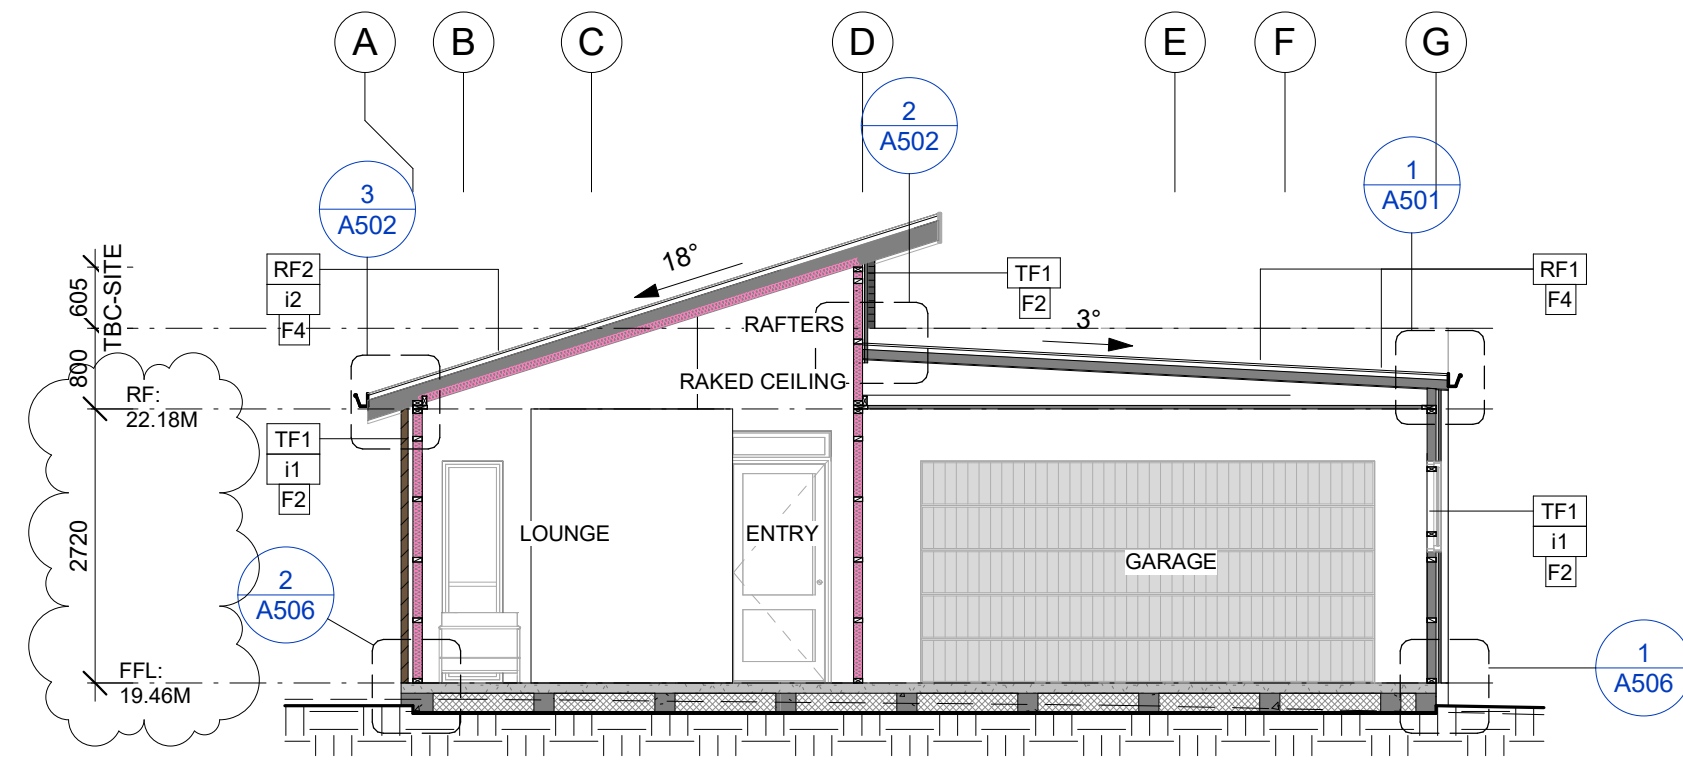 A
B
C
D
E
F
G
2
A502
1
A501
3
A502
605
TBC-SITE
RF2
i2
F4
18°
TF1
F2
RF1
F4
RAFTERS
3°
800
RF:
22.18M
RAKED CEILING
TF1
i1
F2
2720
LOUNGE
ENTRY
GARAGE
TF1
i1
F2
2
A506
FFL:
19.46M
1
A506